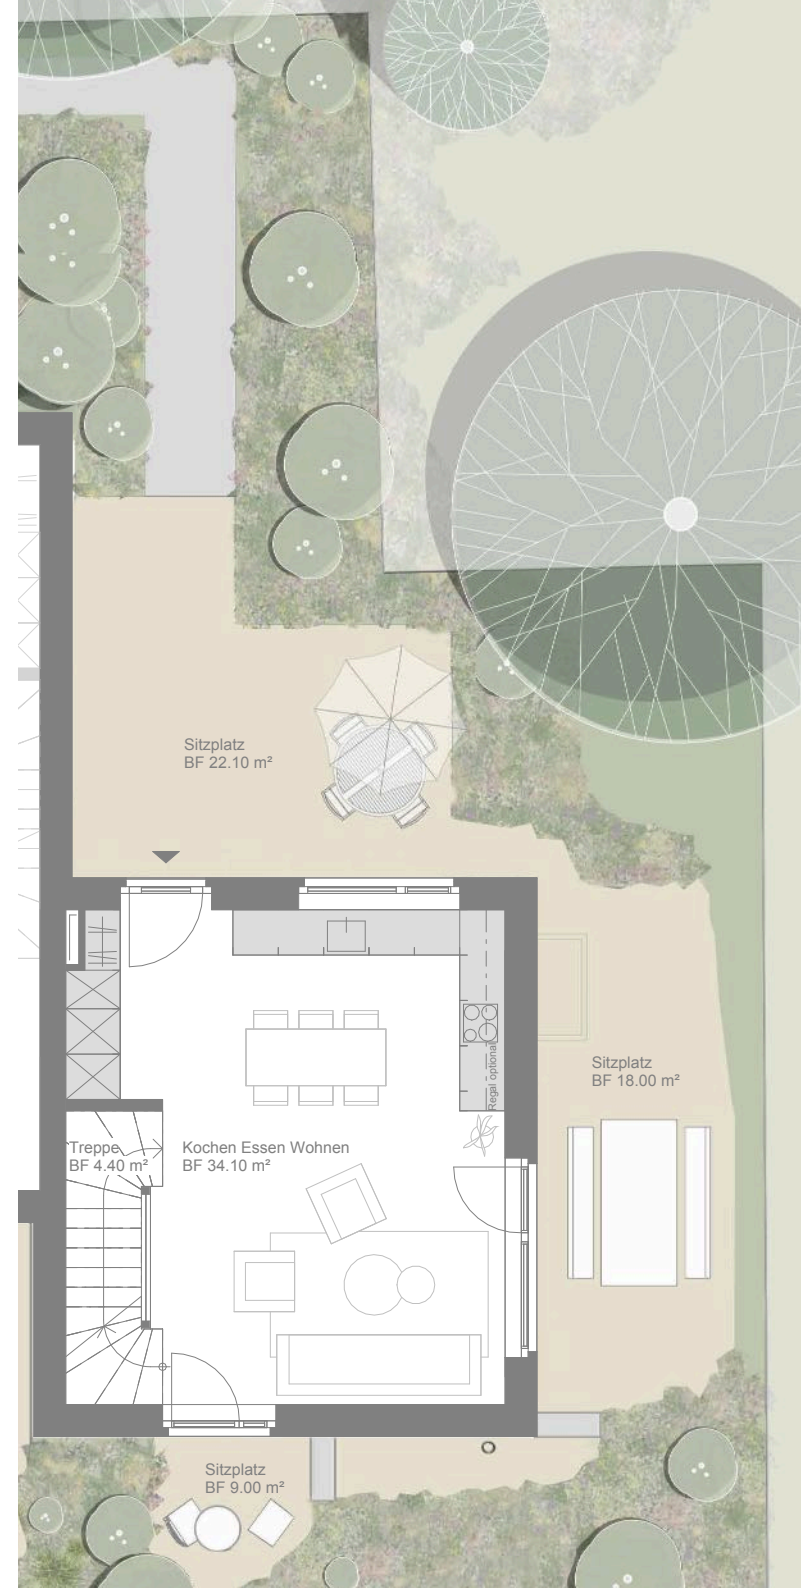 Sitzplatz
BF 22.10 m²
Sitzplatz
BF 18.00 m²
Regal optional
Treppe
BF 4.40 m²
Kochen Essen Wohnen
BF 34.10 m²
Sitzplatz
BF 9.00 m²